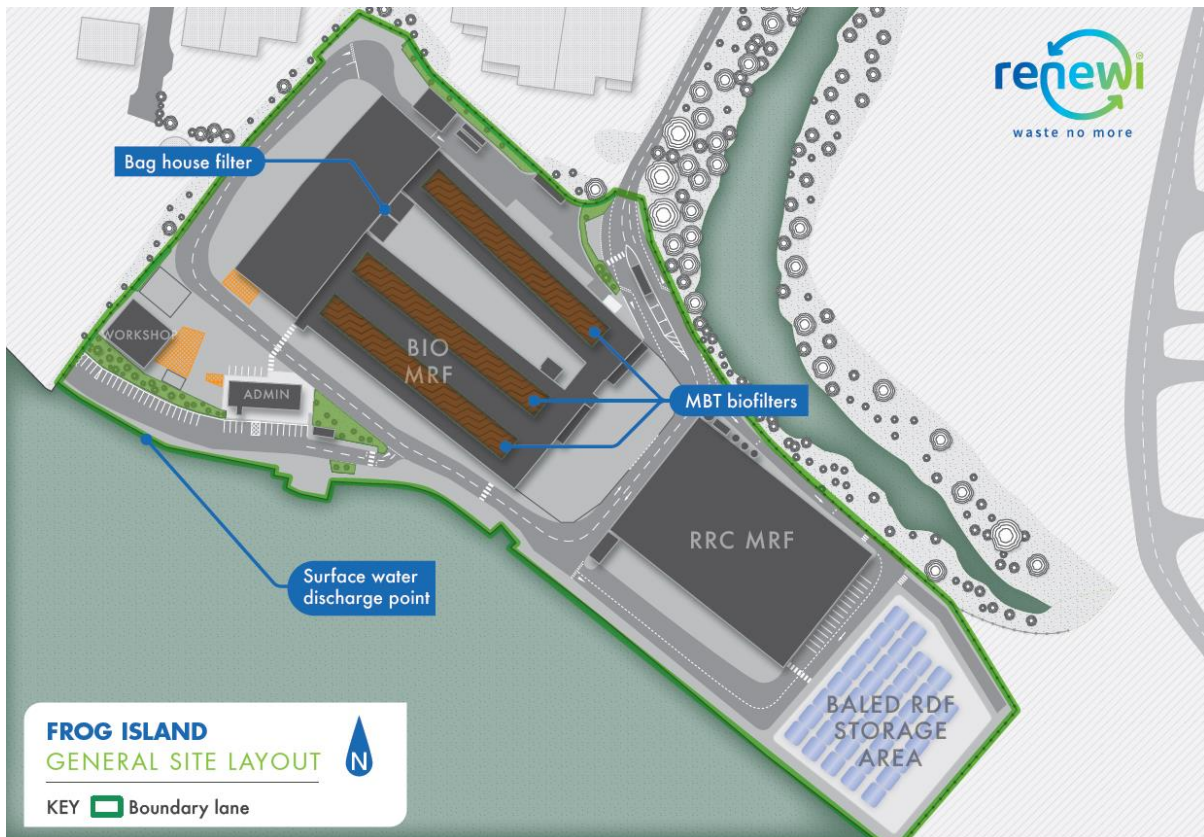 renewi
waste no more
Bag house filter
WORKSHOP
ADMIN
BIO
MRF
MBT biofilters
RRC MRF
Surface water
discharge point
BALED RDF
STORAGE
AREA
FROG ISLAND
GENERAL SITE LAYOUT
N
KEY Boundary lane